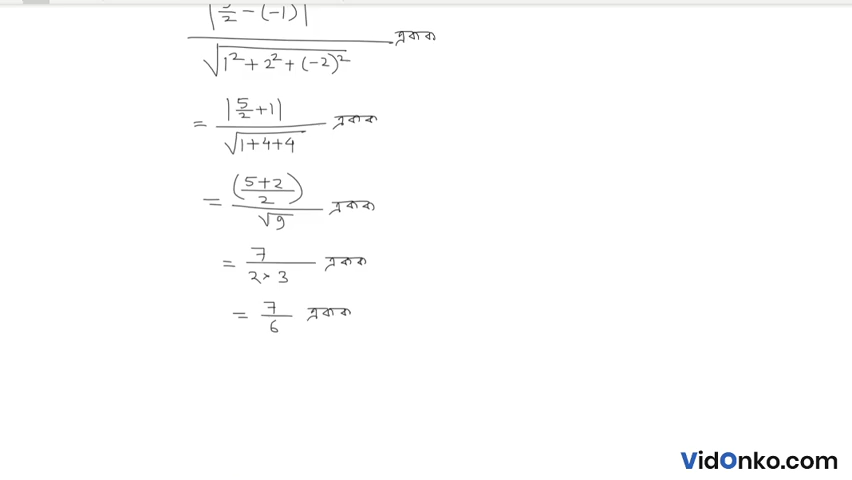 |5/2 - (-1)| / √(1² + 2² + (-2)²) একক
= |5/2 + 1| / √(1+4+4) একক
= ((5+2)/2) / √9 একক
= 7 / (2 × 3) একক
= 7/6 একক
VidOnko.com